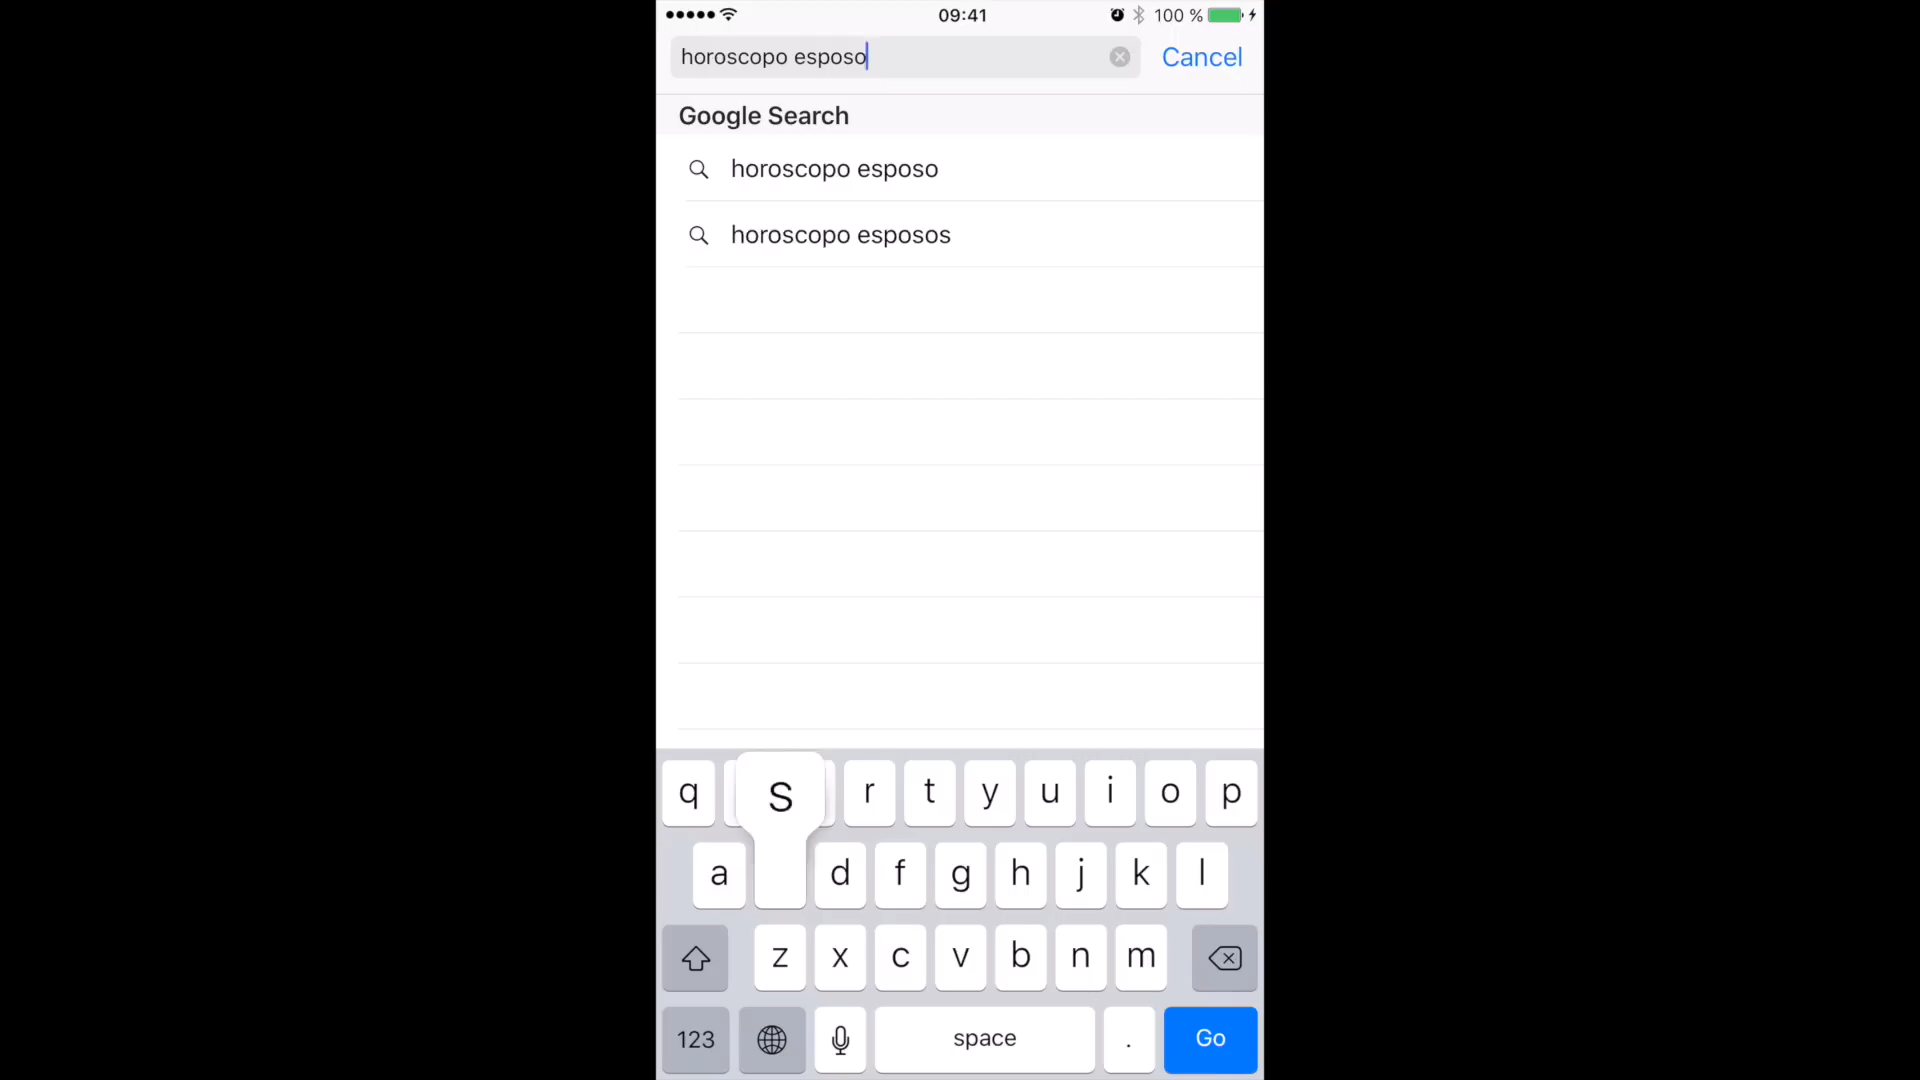 09:41 100 %
horoscopo esposo Cancel
Google Search
horoscopo esposo
horoscopo esposos
q s r t y u i o p
a d f g h j k l
z x c v b n m
123 space . Go